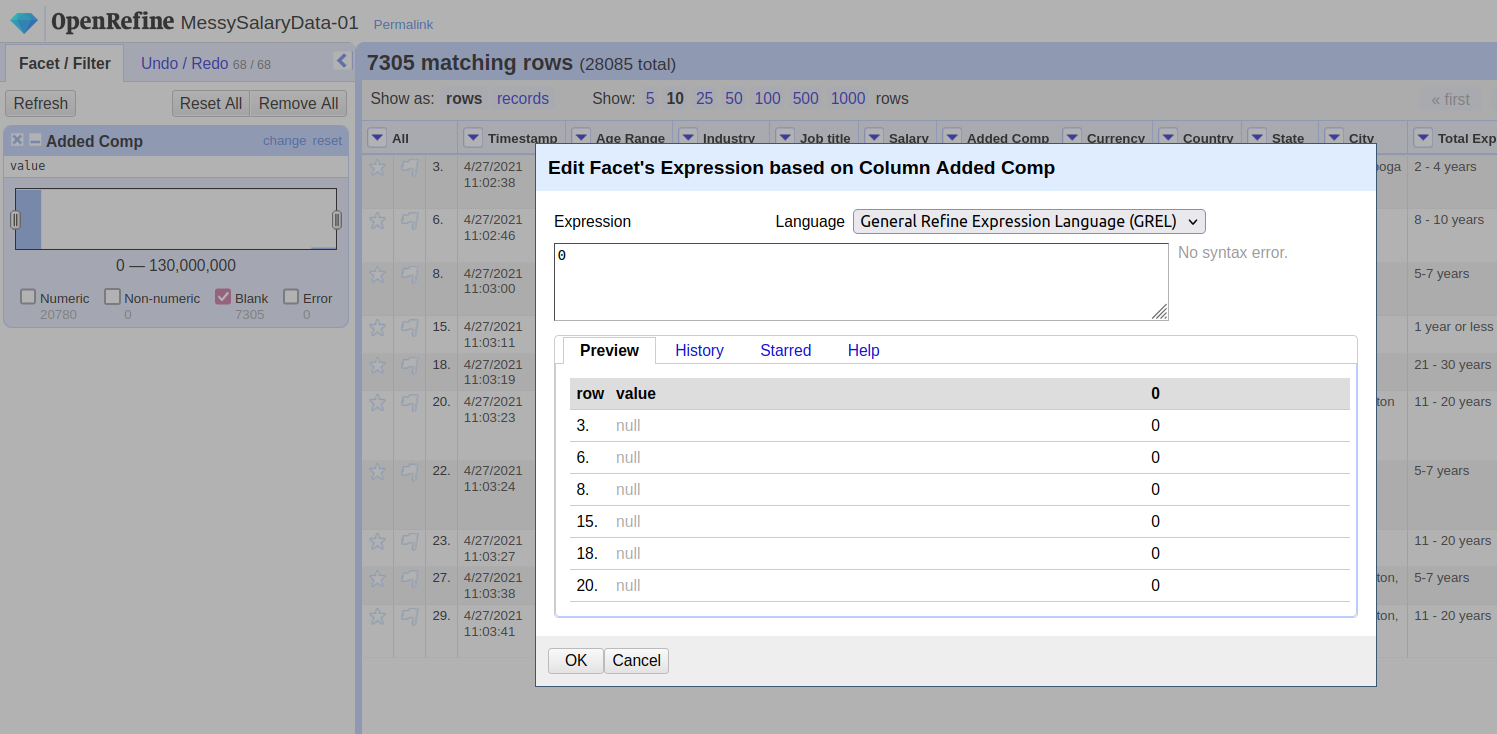 OpenRefine MessySalaryData-01 Permalink
Facet / Filter Undo / Redo 68 / 68
7305 matching rows (28085 total)
Refresh Reset All Remove All
Show as: rows records Show: 5 10 25 50 100 500 1000 rows « first
Added Comp change reset
value
0 — 130,000,000
Numeric Non-numeric Blank Error
20780 0 7305 0
All Timestamp Age Range Industry Job title Salary Added Comp Currency Country State City Total Exp
3. 4/27/2021 11:02:38 ooga 2 - 4 years
6. 4/27/2021 11:02:46 8 - 10 years
8. 4/27/2021 11:03:00 5-7 years
15. 4/27/2021 11:03:11 1 year or less
18. 4/27/2021 11:03:19 21 - 30 years
20. 4/27/2021 11:03:23 ton 11 - 20 years
22. 4/27/2021 11:03:24 5-7 years
23. 4/27/2021 11:03:27 11 - 20 years
27. 4/27/2021 11:03:38 ton, 5-7 years
29. 4/27/2021 11:03:41 ton, 11 - 20 years
Edit Facet's Expression based on Column Added Comp
Expression Language General Refine Expression Language (GREL)
0
No syntax error.
Preview History Starred Help
row value 0
3. null 0
6. null 0
8. null 0
15. null 0
18. null 0
20. null 0
OK Cancel